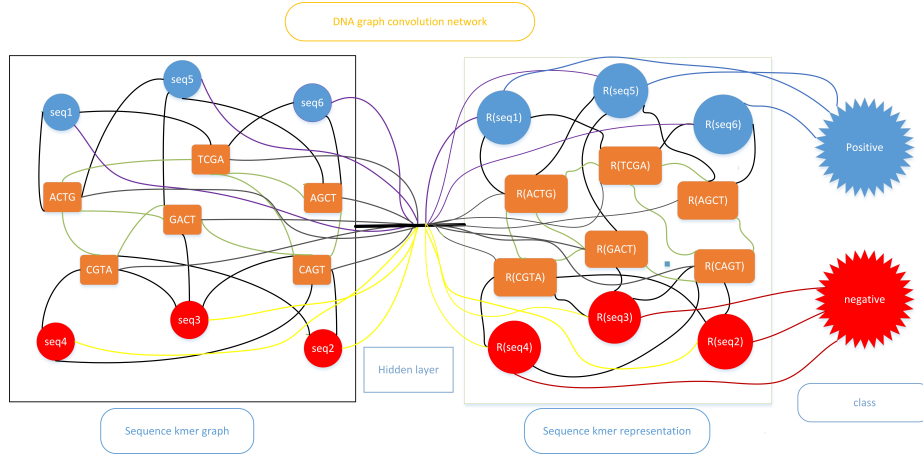 DNA graph convolution network
seq1
seq5
seq6
TCGA
ACTG
AGCT
GACT
CGTA
CAGT
seq3
seq4
seq2
Hidden layer
Sequence kmer graph
R(seq1)
R(seq5)
R(seq6)
R(TCGA)
R(ACTG)
R(AGCT)
R(GACT)
R(CGTA)
R(CAGT)
R(seq3)
R(seq4)
R(seq2)
Sequence kmer representation
Positive
negative
class